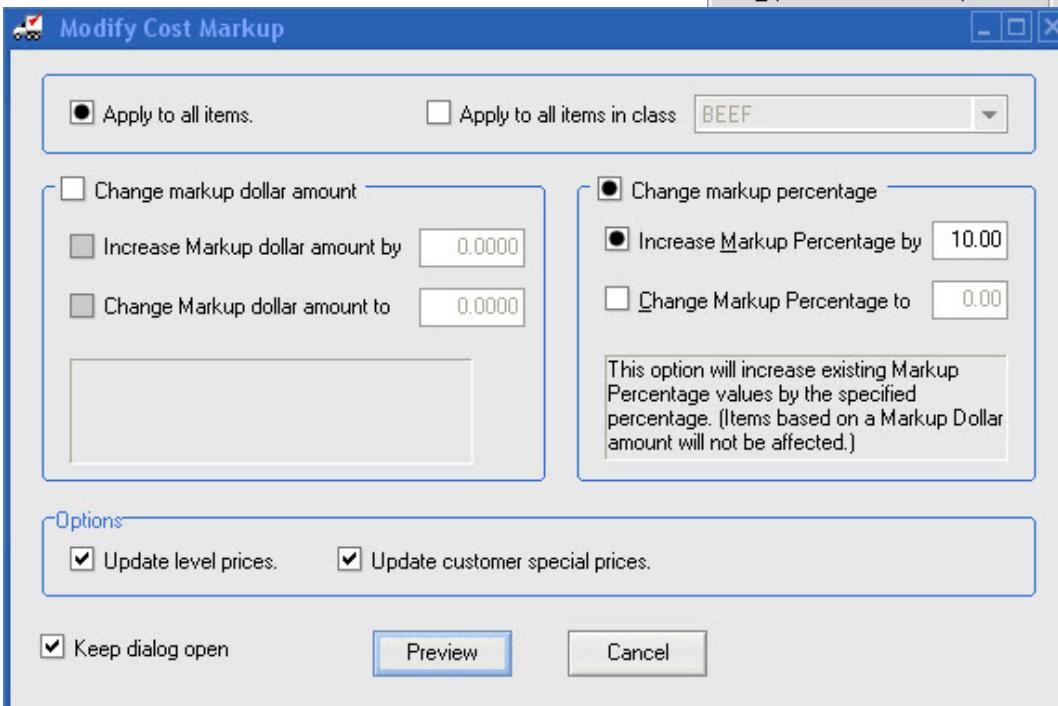 Modify Cost Markup
Apply to all items.
Apply to all items in class BEEF
Change markup dollar amount
Increase Markup dollar amount by 0.0000
Change Markup dollar amount to 0.0000
Change markup percentage
Increase Markup Percentage by 10.00
Change Markup Percentage to 0.00
This option will increase existing Markup
Percentage values by the specified
percentage. (Items based on a Markup Dollar
amount will not be affected.)
Options
Update level prices. Update customer special prices.
Keep dialog open Preview Cancel